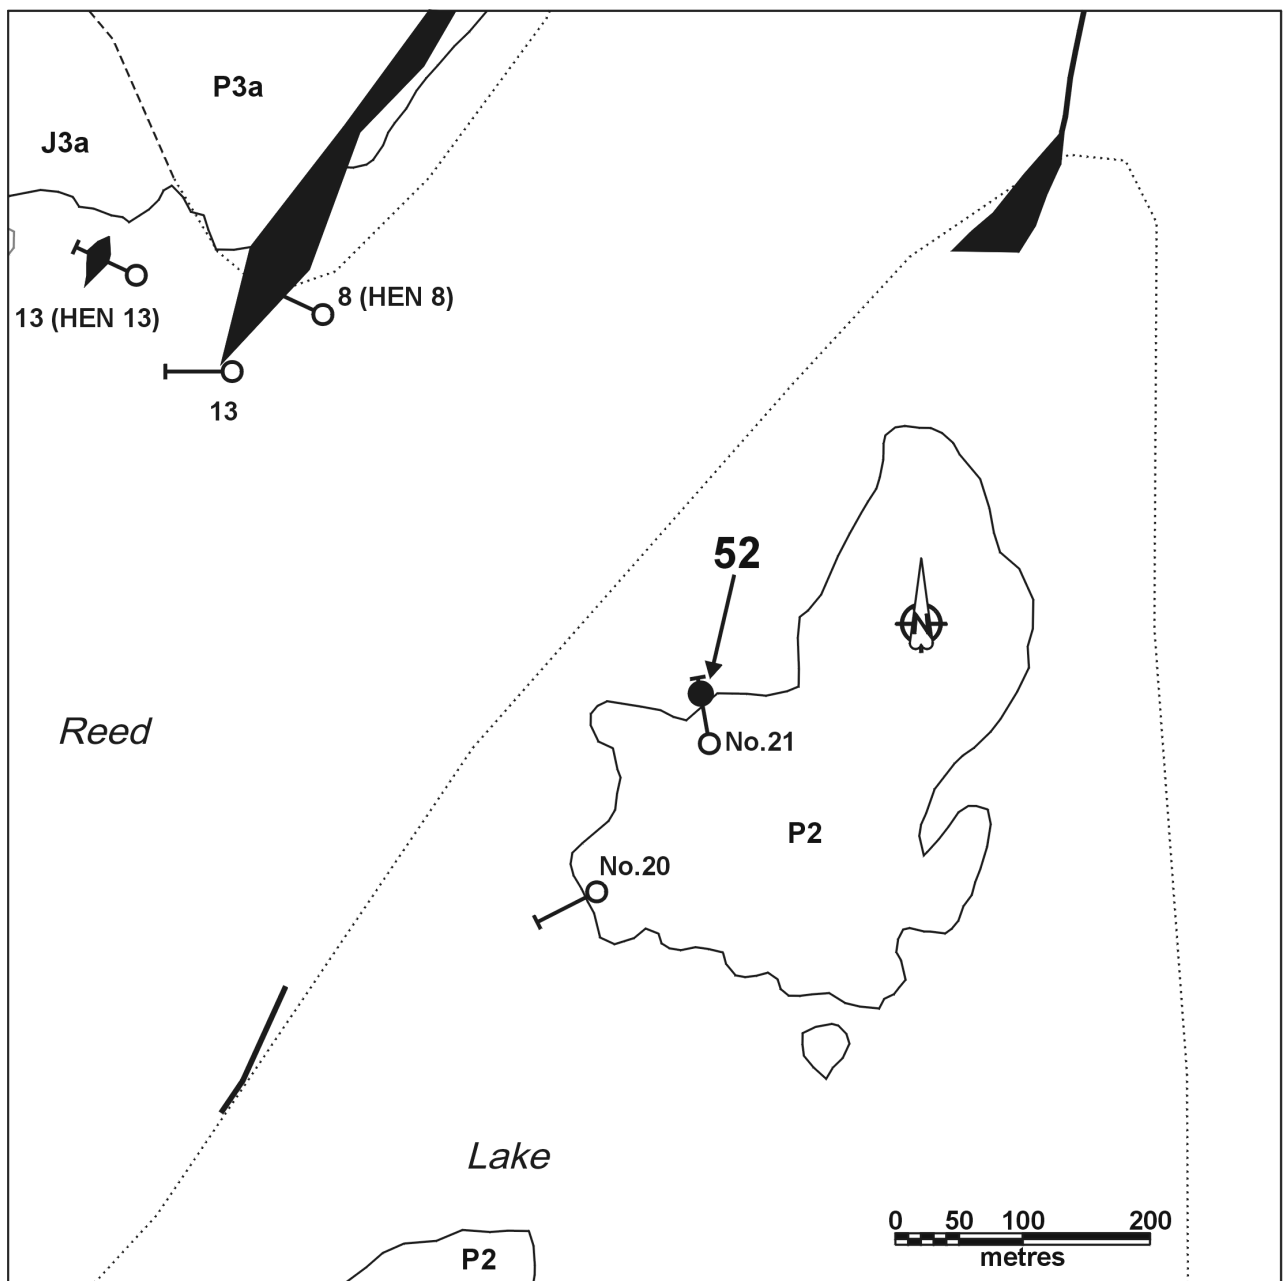 P3a
J3a
8 (HEN 8)
13 (HEN 13)
13
52
N
Reed
No.21
P2
No.20
Lake
0 50 100 200
metres
P2